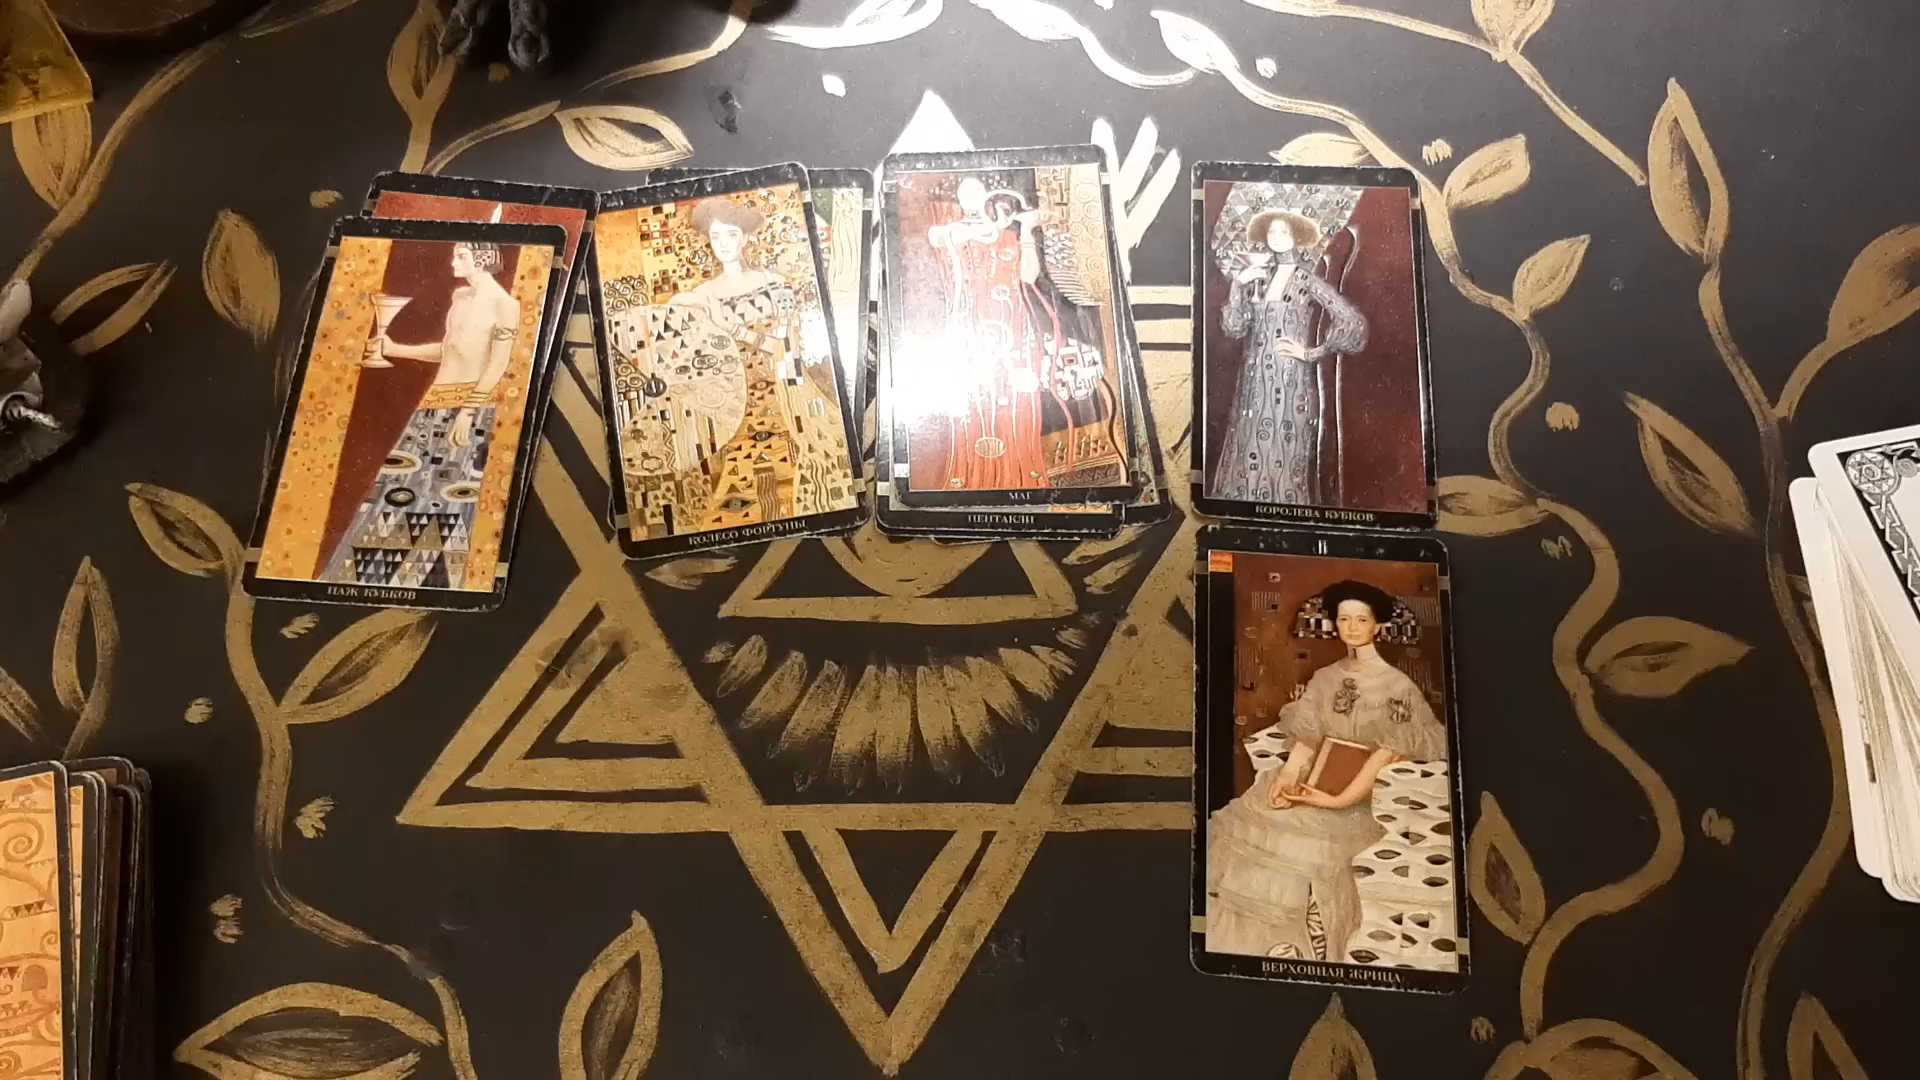 ПАЖ КУБКОВ
КОЛЕСО ФОРТУНЫ
МАГ
ПЕНТАКЛИ
КОРОЛЕВА КУБКОВ
II
ВЕРХОВНАЯ ЖРИЦА